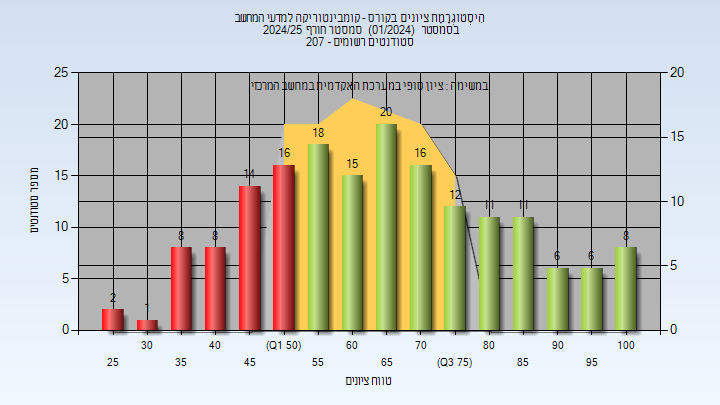 היסטוגרמת ציונים בקורס - קומבינטוריקה למדעי המחשב
בסמסטר (01/2024) סמסטר חורף 2024/25
סטודנטים רשומים - 207
במשימה : ציון סופי במערכת האקדמית במחשב המרכזי
25 20
20 15
15 10
10 5
5 0
0
מספר סטודנטים
2 1 8 8 14 16 18 15 20 16 12 11 11 6 6 8
30 40 (Q1 50) 60 70 80 90 100
25 35 45 55 65 (Q3 75) 85 95
טווח ציונים